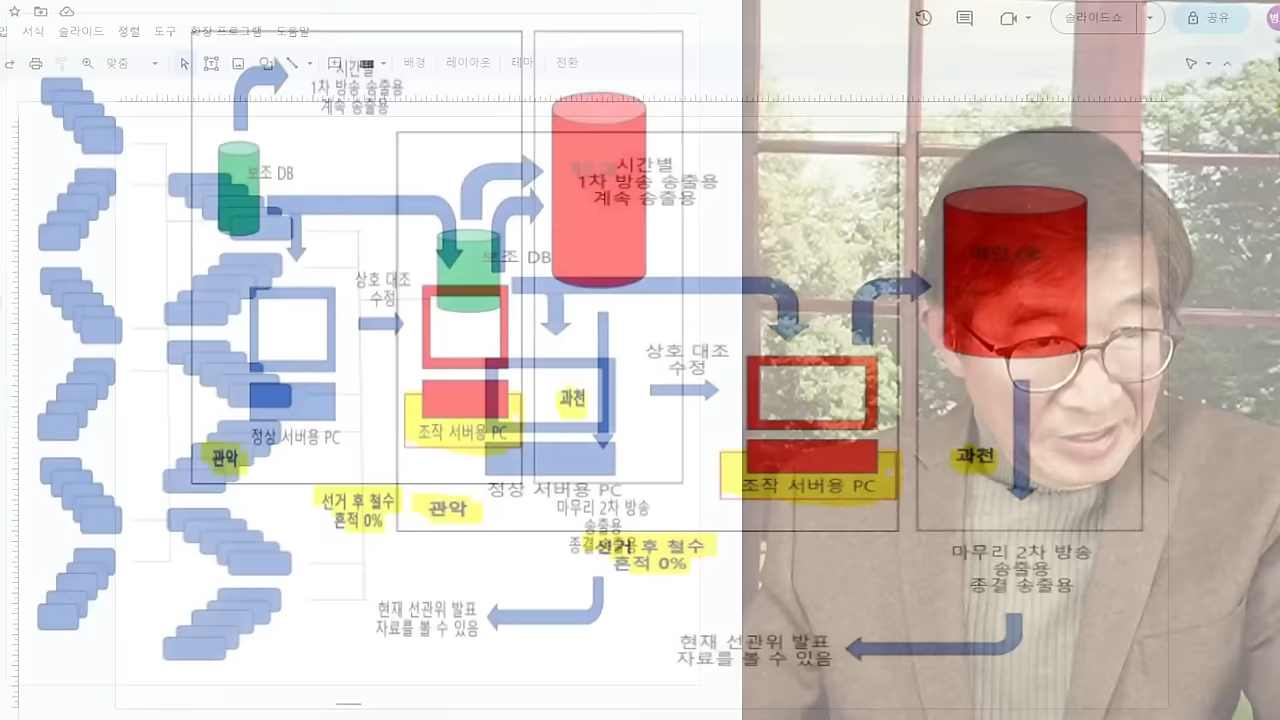 서식 슬라이드 정렬 도구 확장 프로그램 도움말
슬라이드쇼
공유
맞춤
배경 레이아웃 테마 전환
시간별
1차 방송 송출용
계속 송출용
보조 DB
시간별
1차 방송 송출용
계속 송출용
보조 DB
메인 DB
상호 대조
수정
상호 대조
수정
과천
조작 서버용 PC
정상 서버용 PC
관악
과천
조작 서버용 PC
정상 서버용 PC
선거 후 철수
흔적 0%
관악
마무리 2차 방송
송출용
종결 송출용
선거 후 철수
흔적 0%
마무리 2차 방송
송출용
종결 송출용
현재 선관위 발표
자료를 볼 수 있음
현재 선관위 발표
자료를 볼 수 있음